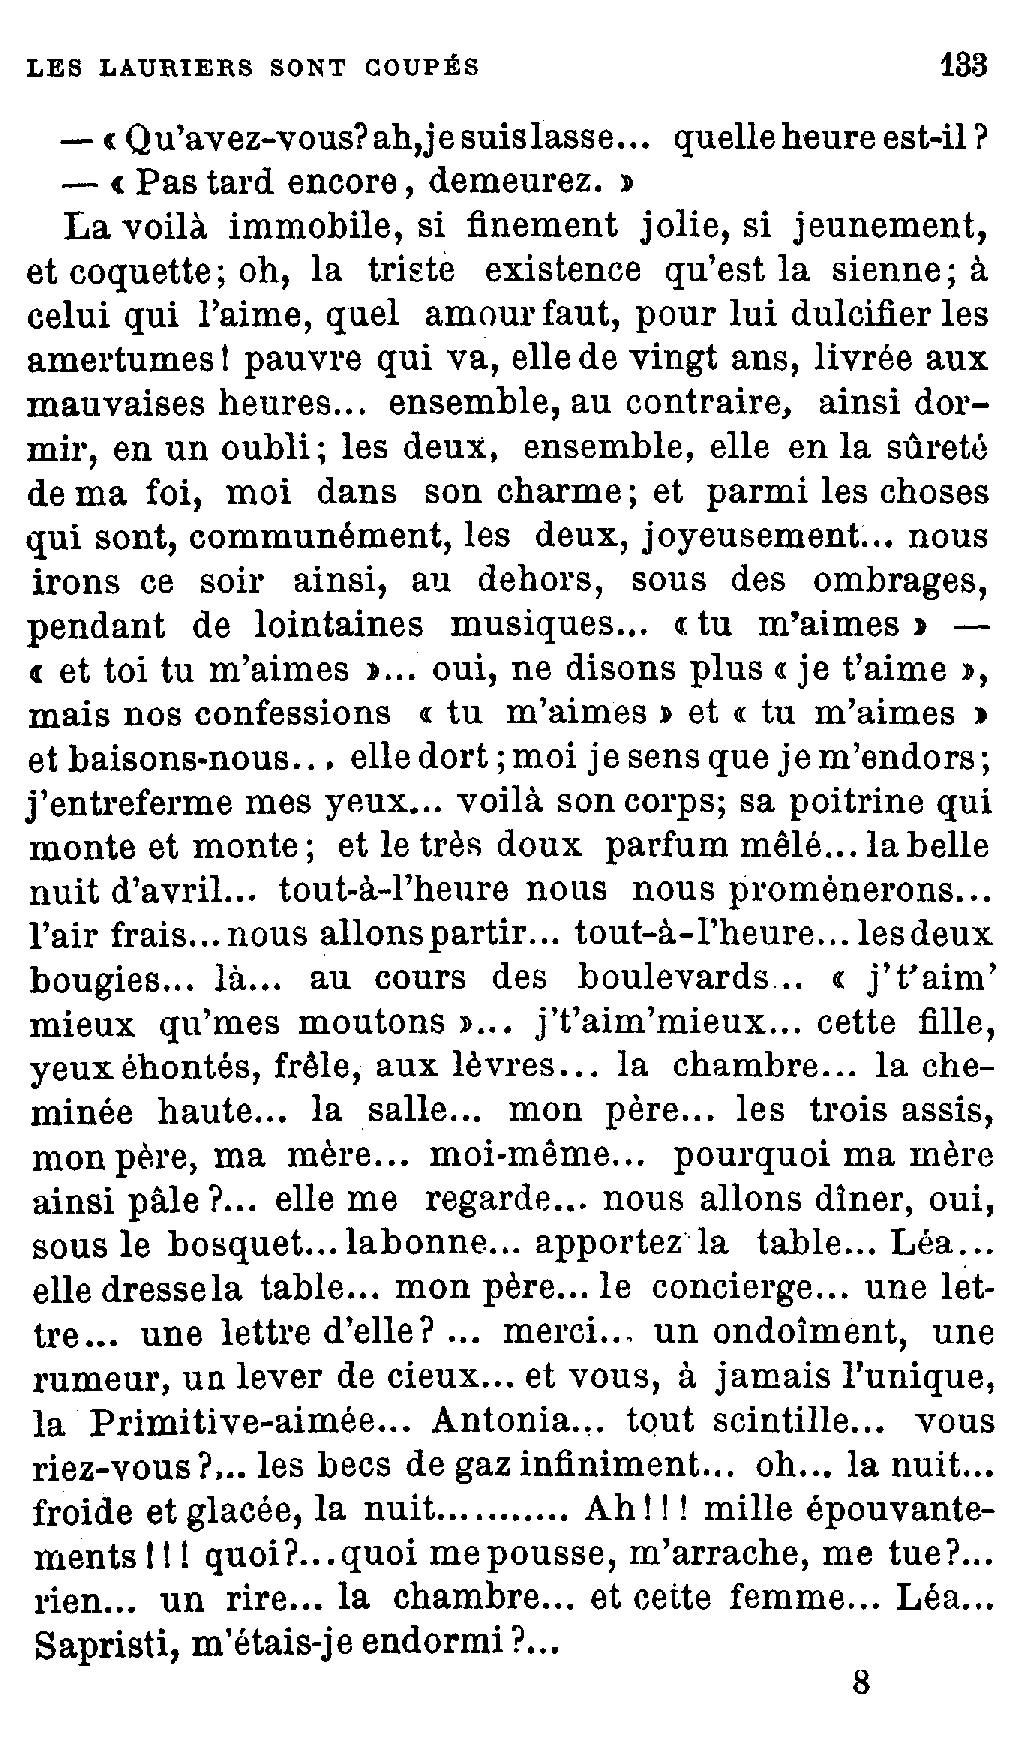 LES LAURIERS SONT COUPÉS 133
— « Qu'avez-vous? ah, je suis lasse... quelle heure est-il ?
— « Pas tard encore, demeurez. »
La voilà immobile, si finement jolie, si jeunement,
et coquette; oh, la triste existence qu'est la sienne; à
celui qui l'aime, quel amour faut, pour lui dulcifier les
amertumes! pauvre qui va, elle de vingt ans, livrée aux
mauvaises heures... ensemble, au contraire, ainsi dor-
mir, en un oubli; les deux, ensemble, elle en la sûreté
de ma foi, moi dans son charme; et parmi les choses
qui sont, communément, les deux, joyeusement... nous
irons ce soir ainsi, au dehors, sous des ombrages,
pendant de lointaines musiques... « tu m'aimes » —
« et toi tu m'aimes »... oui, ne disons plus « je t'aime »,
mais nos confessions « tu m'aimes » et « tu m'aimes »
et baisons-nous... elle dort; moi je sens que je m'endors;
j'entreferme mes yeux... voilà son corps; sa poitrine qui
monte et monte; et le très doux parfum mêlé... la belle
nuit d'avril... tout-à-l'heure nous nous promènerons...
l'air frais... nous allons partir... tout-à-l'heure... les deux
bougies... là... au cours des boulevards... « j't'aim'
mieux qu'mes moutons »... j't'aim'mieux... cette fille,
yeux éhontés, frêle, aux lèvres... la chambre... la che-
minée haute... la salle... mon père... les trois assis,
mon père, ma mère... moi-même... pourquoi ma mère
ainsi pâle ?... elle me regarde... nous allons dîner, oui,
sous le bosquet... la bonne... apportez la table... Léa...
elle dresse la table... mon père... le concierge... une let-
tre... une lettre d'elle? ... merci... un ondoîment, une
rumeur, un lever de cieux... et vous, à jamais l'unique,
la Primitive-aimée... Antonia... tout scintille... vous
riez-vous ?... les becs de gaz infiniment... oh... la nuit...
froide et glacée, la nuit........... Ah!!! mille épouvante-
ments!!! quoi?... quoi me pousse, m'arrache, me tue?...
rien... un rire... la chambre... et cette femme... Léa...
Sapristi, m'étais-je endormi ?...
8